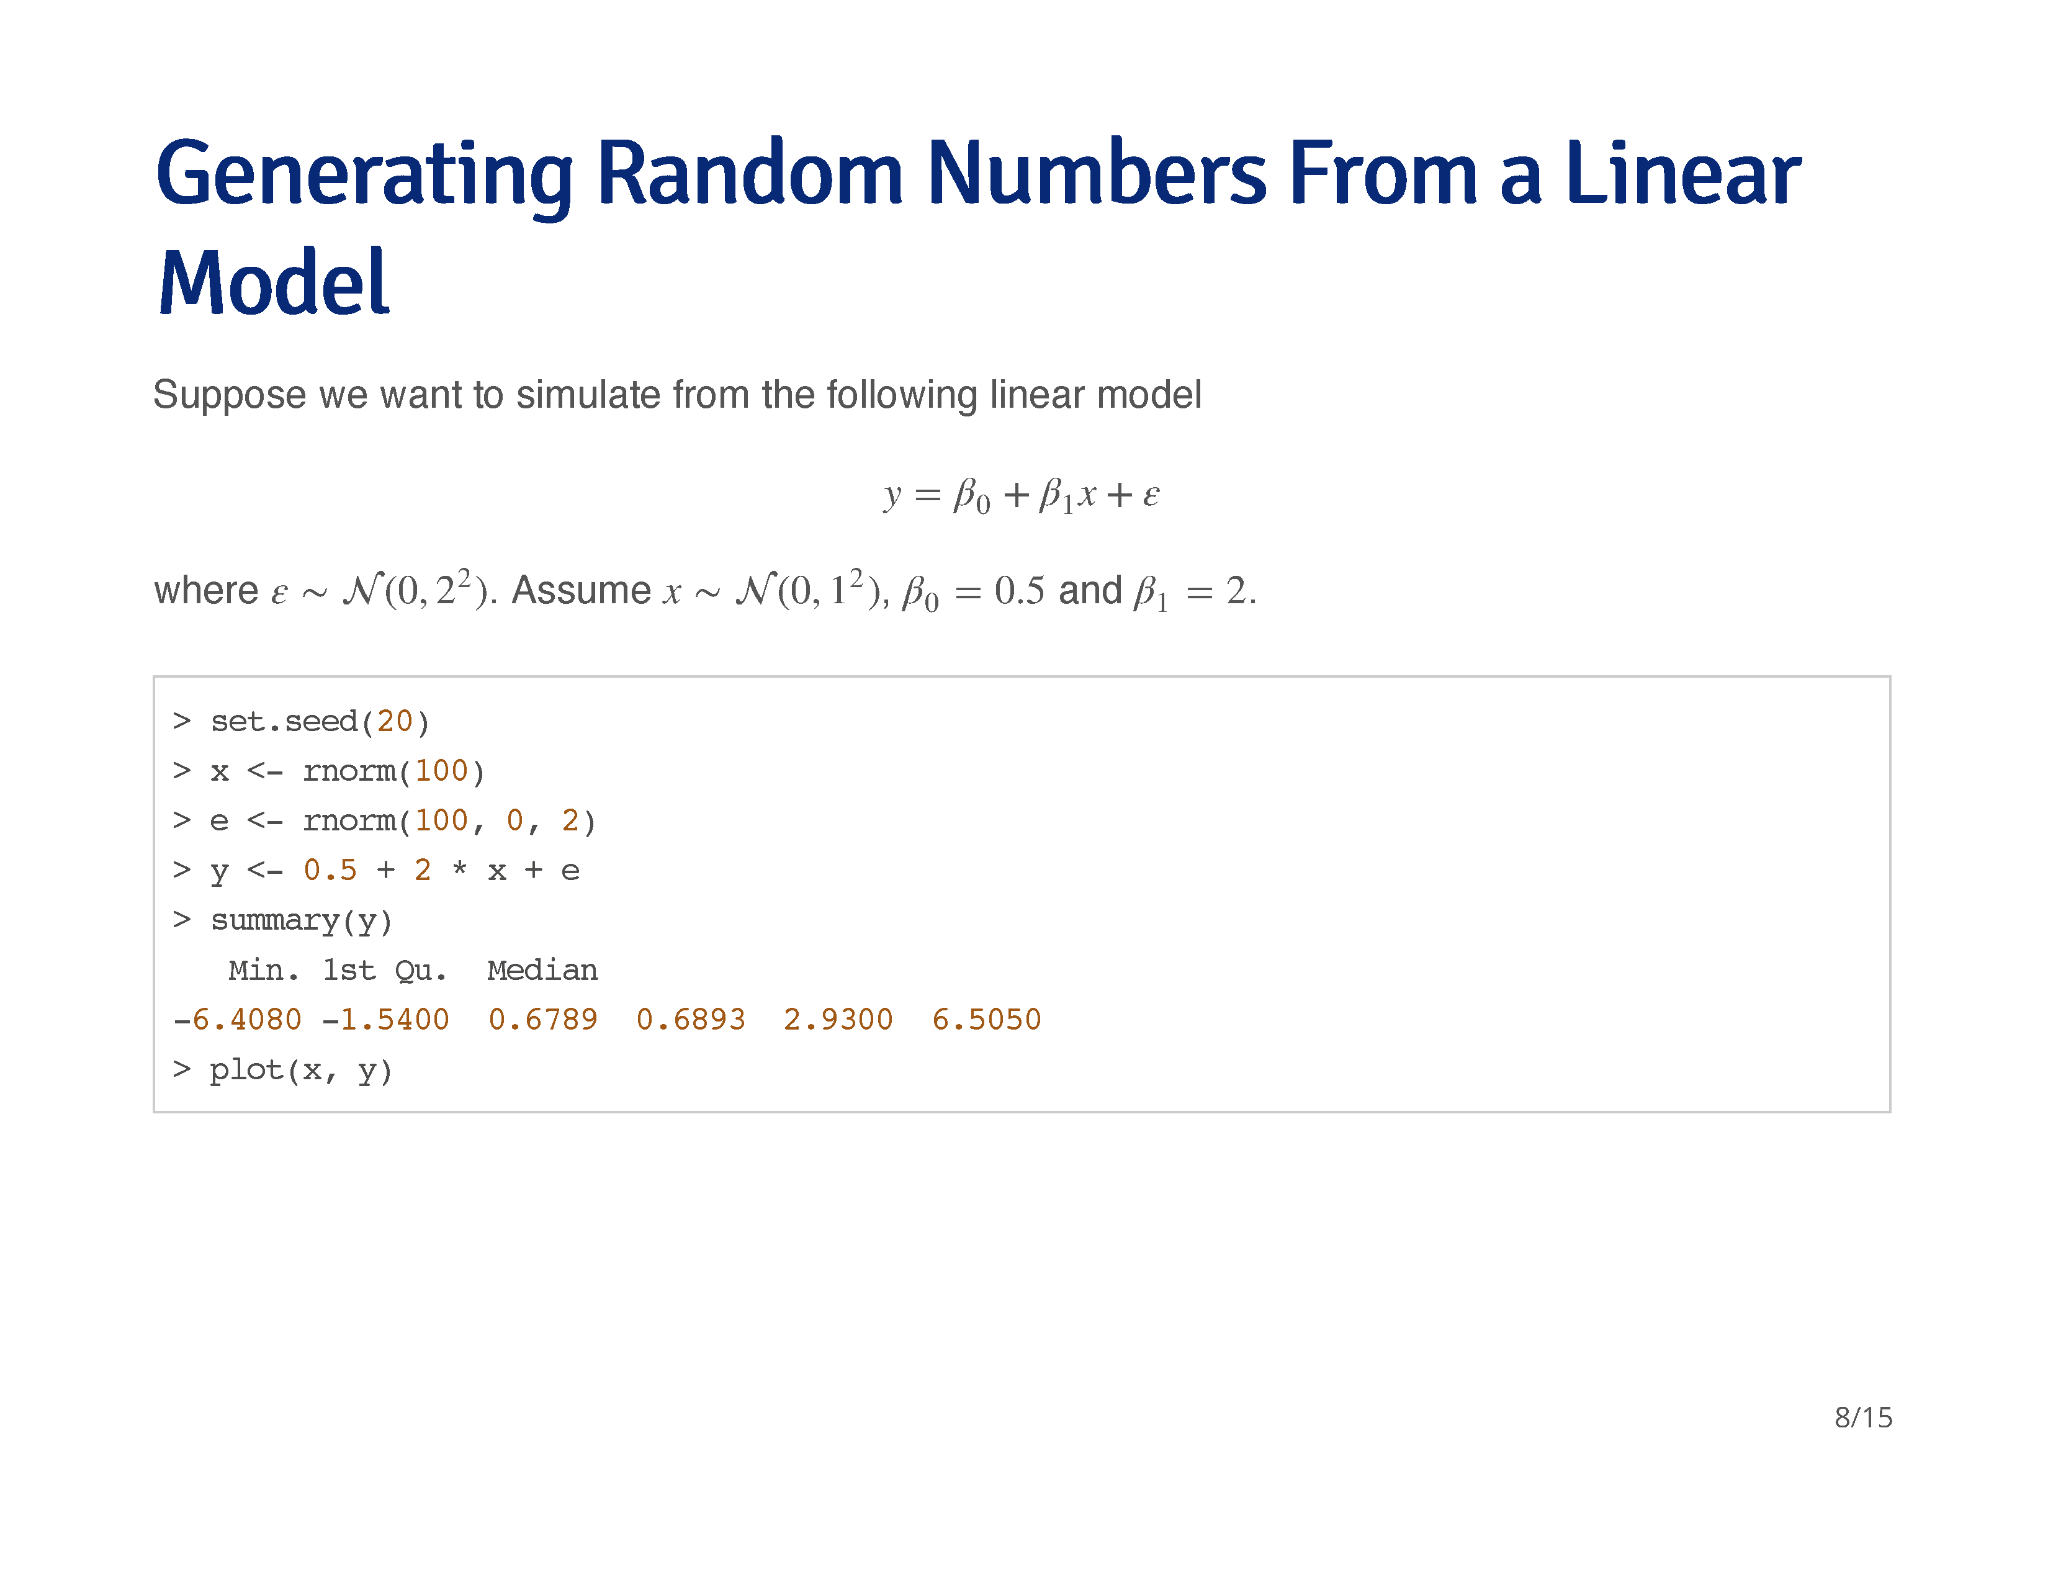 Generating Random Numbers From a Linear
Model
Suppose we want to simulate from the following linear model
y = β₀ + β₁x + ε
where ε ∼ 𝒩(0, 2²). Assume x ∼ 𝒩(0, 1²), β₀ = 0.5 and β₁ = 2.
> set.seed(20)
> x <- rnorm(100)
> e <- rnorm(100, 0, 2)
> y <- 0.5 + 2 * x + e
> summary(y)
   Min. 1st Qu.  Median
-6.4080 -1.5400  0.6789  0.6893  2.9300  6.5050
> plot(x, y)
8/15